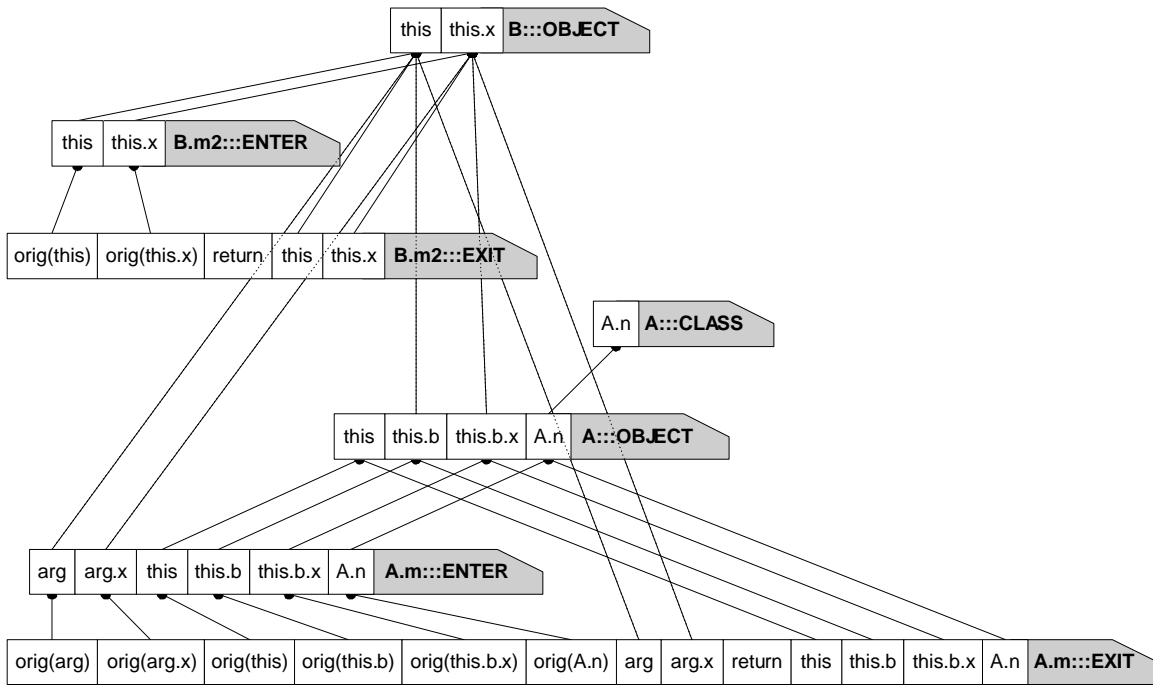 this this.x B:::OBJECT
this this.x B.m2:::ENTER
orig(this) orig(this.x) return this this.x B.m2:::EXIT
A.n A:::CLASS
this this.b this.b.x A.n A:::OBJECT
arg arg.x this this.b this.b.x A.n A.m:::ENTER
orig(arg) orig(arg.x) orig(this) orig(this.b) orig(this.b.x) orig(A.n) arg arg.x return this this.b this.b.x A.n A.m:::EXIT